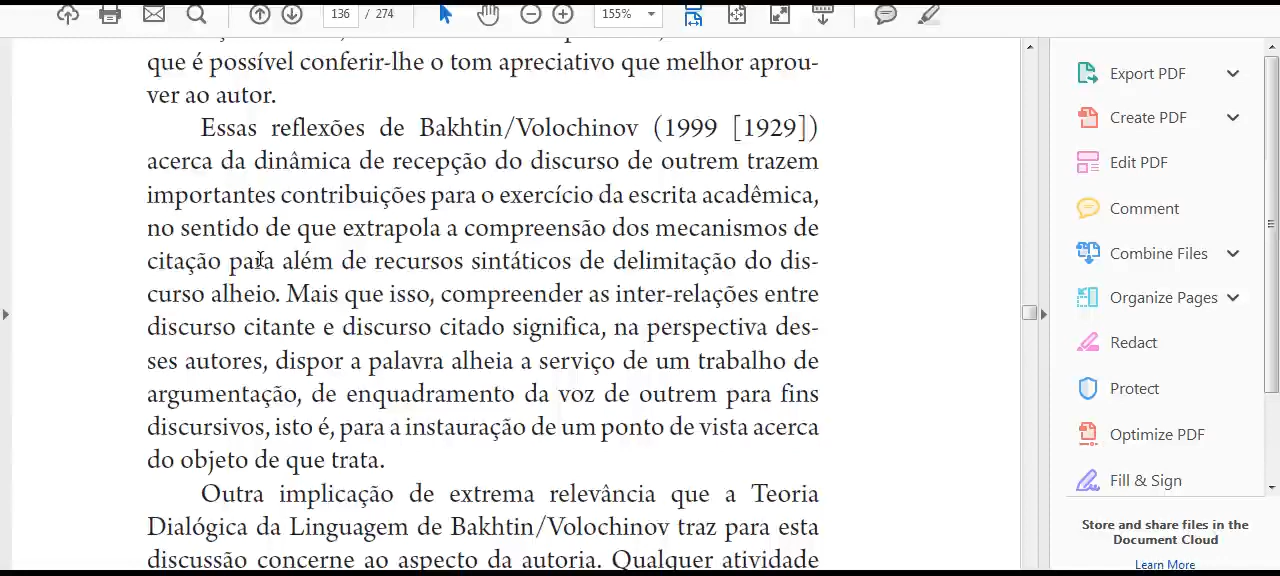 136 / 274
155%
que é possível conferir-lhe o tom apreciativo que melhor aprou-
ver ao autor.
Essas reflexões de Bakhtin/Volochinov (1999 [1929])
acerca da dinâmica de recepção do discurso de outrem trazem
importantes contribuições para o exercício da escrita acadêmica,
no sentido de que extrapola a compreensão dos mecanismos de
citação para além de recursos sintáticos de delimitação do dis-
curso alheio. Mais que isso, compreender as inter-relações entre
discurso citante e discurso citado significa, na perspectiva des-
ses autores, dispor a palavra alheia a serviço de um trabalho de
argumentação, de enquadramento da voz de outrem para fins
discursivos, isto é, para a instauração de um ponto de vista acerca
do objeto de que trata.
Outra implicação de extrema relevância que a Teoria
Dialógica da Linguagem de Bakhtin/Volochinov traz para esta
discussão concerne ao aspecto da autoria. Qualquer atividade
Export PDF
Create PDF
Edit PDF
Comment
Combine Files
Organize Pages
Redact
Protect
Optimize PDF
Fill & Sign
Store and share files in the
Document Cloud
Learn More